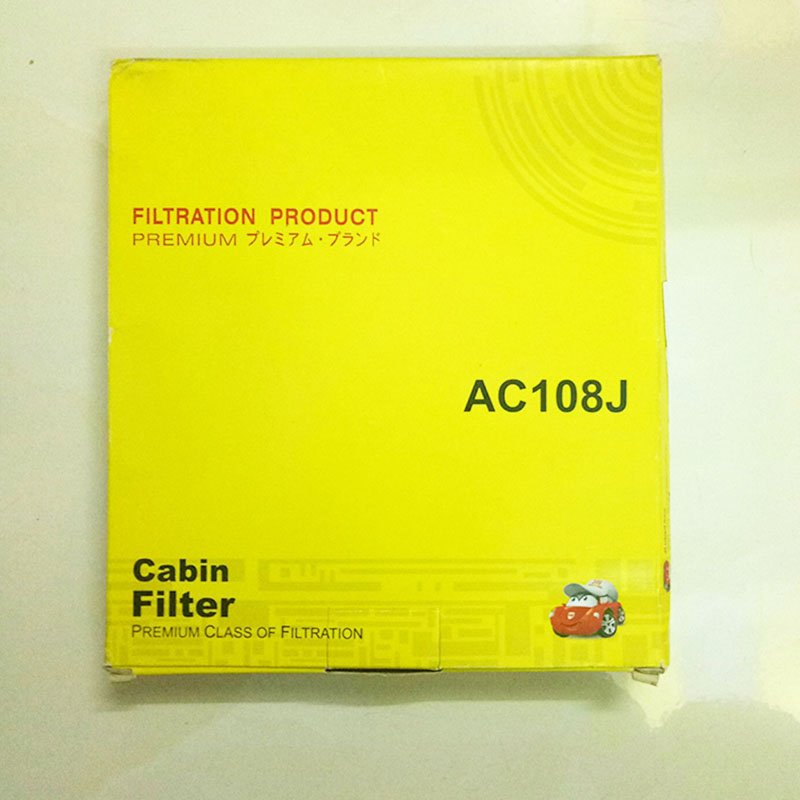 FILTRATION PRODUCT
PREMIUM プレミアム・ブランド
AC108J
Cabin
Filter
PREMIUM CLASS OF FILTRATION